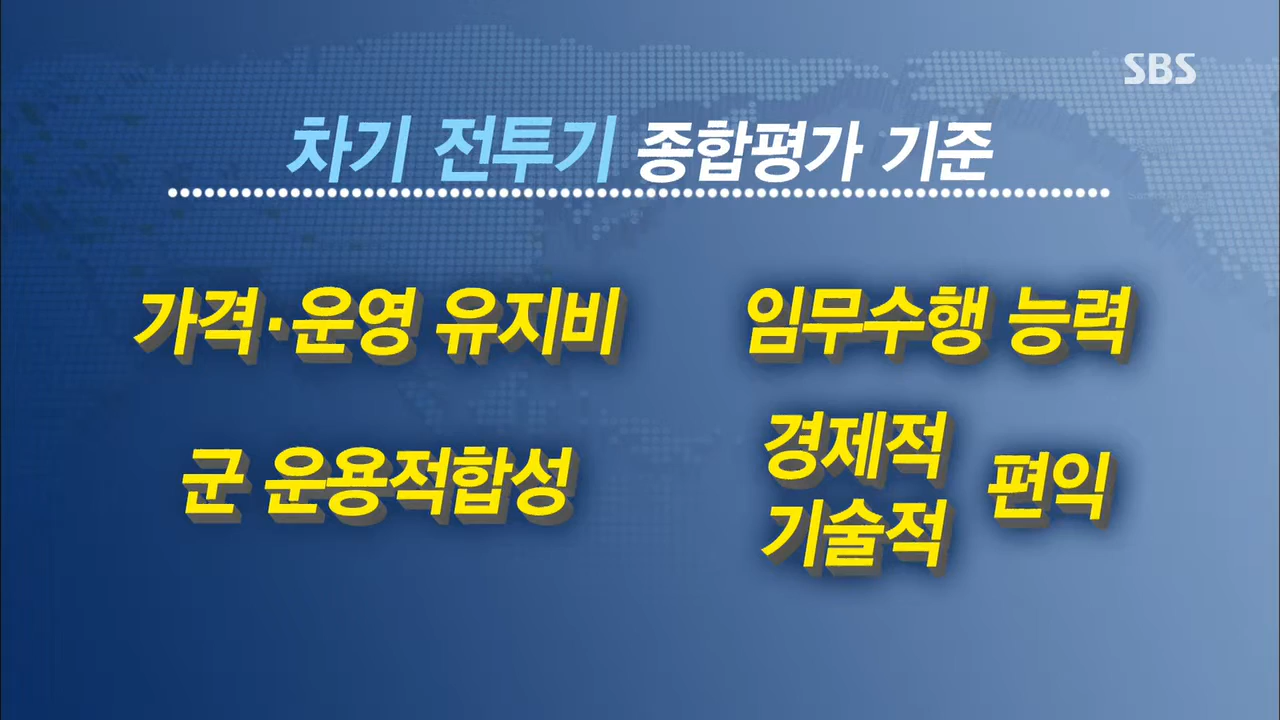 SBS
차기 전투기 종합평가 기준
가격·운영 유지비
임무수행 능력
군 운용적합성
경제적
기술적
편익